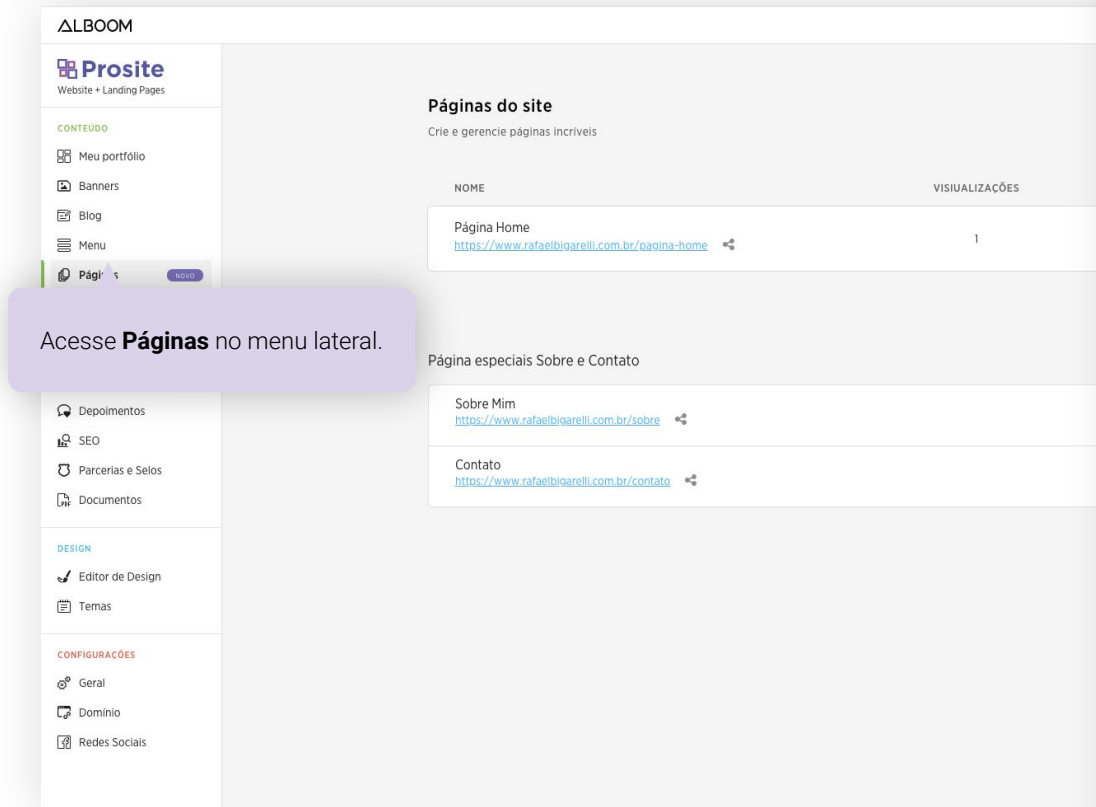 ALBOOM
Prosite
Website + Landing Pages
CONTEÚDO
Meu portfólio
Banners
Blog
Menu
NOVO
Acesse Páginas no menu lateral.
Depoimentos
SEO
Parcerias e Selos
Documentos
DESIGN
Editor de Design
Temas
CONFIGURAÇÕES
Geral
Domínio
Redes Sociais
Páginas do site
Crie e gerencie páginas incríveis
NOME VISIUALIZAÇÕES
Página Home
https://www.rafaelbigarelli.com.br/pagina-home 1
Página especiais Sobre e Contato
Sobre Mim
https://www.rafaelbigarelli.com.br/sobre
Contato
https://www.rafaelbigarelli.com.br/contato